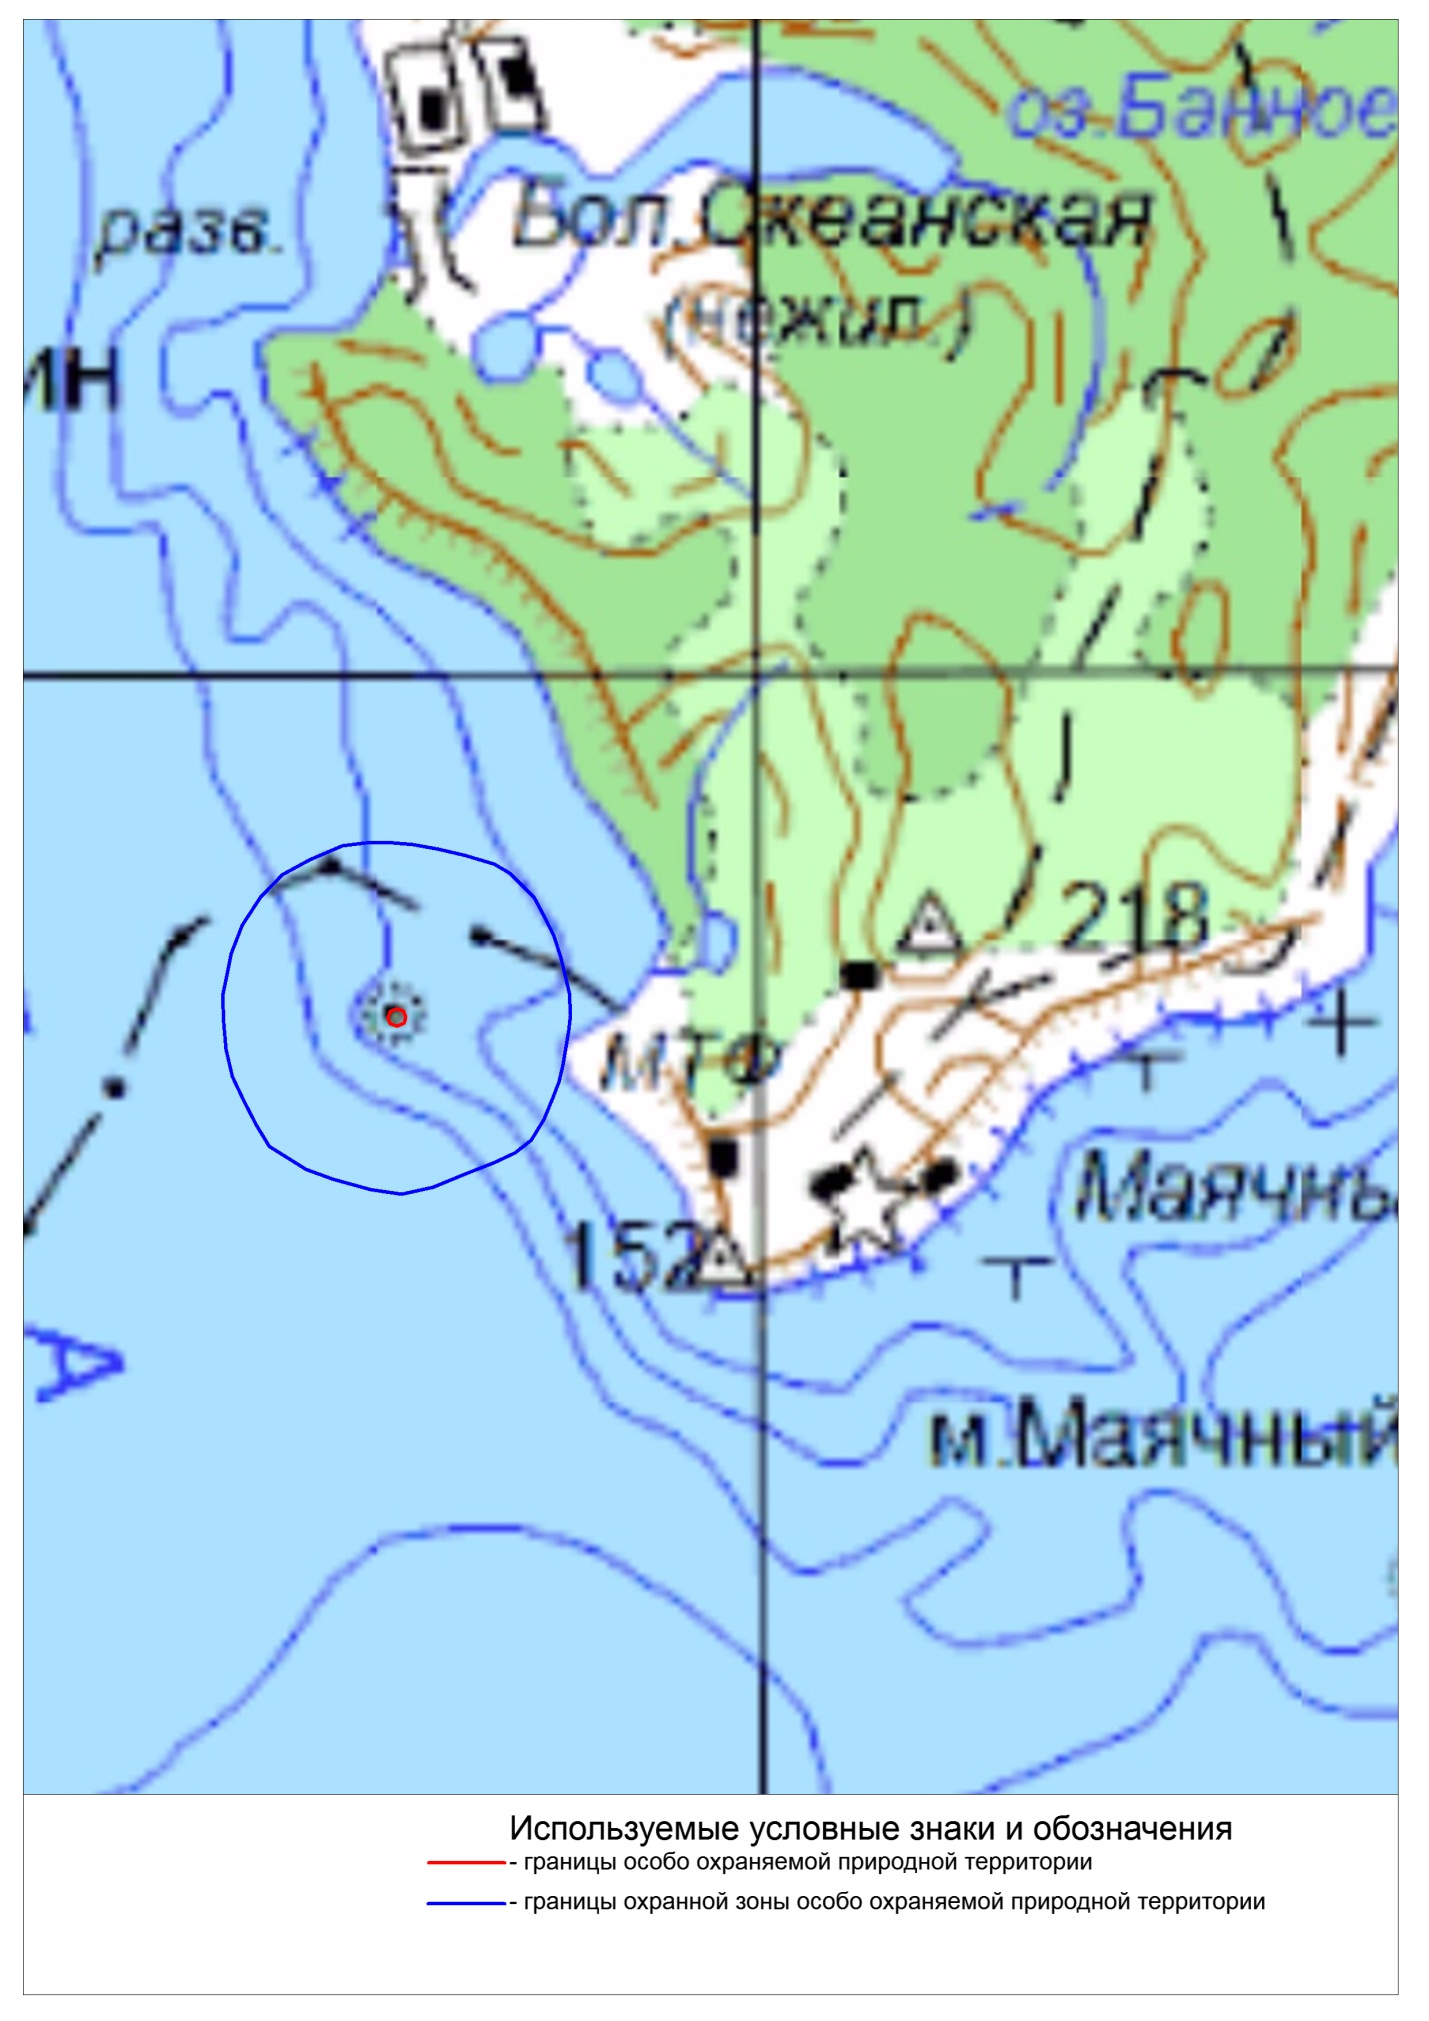 оз.Банное
разв.
Бол.Океанская
(нежил.)
ин
218
МТФ
Маячны
152
А
м.Маячный
Используемые условные знаки и обозначения
- границы особо охраняемой природной территории
- границы охранной зоны особо охраняемой природной территории